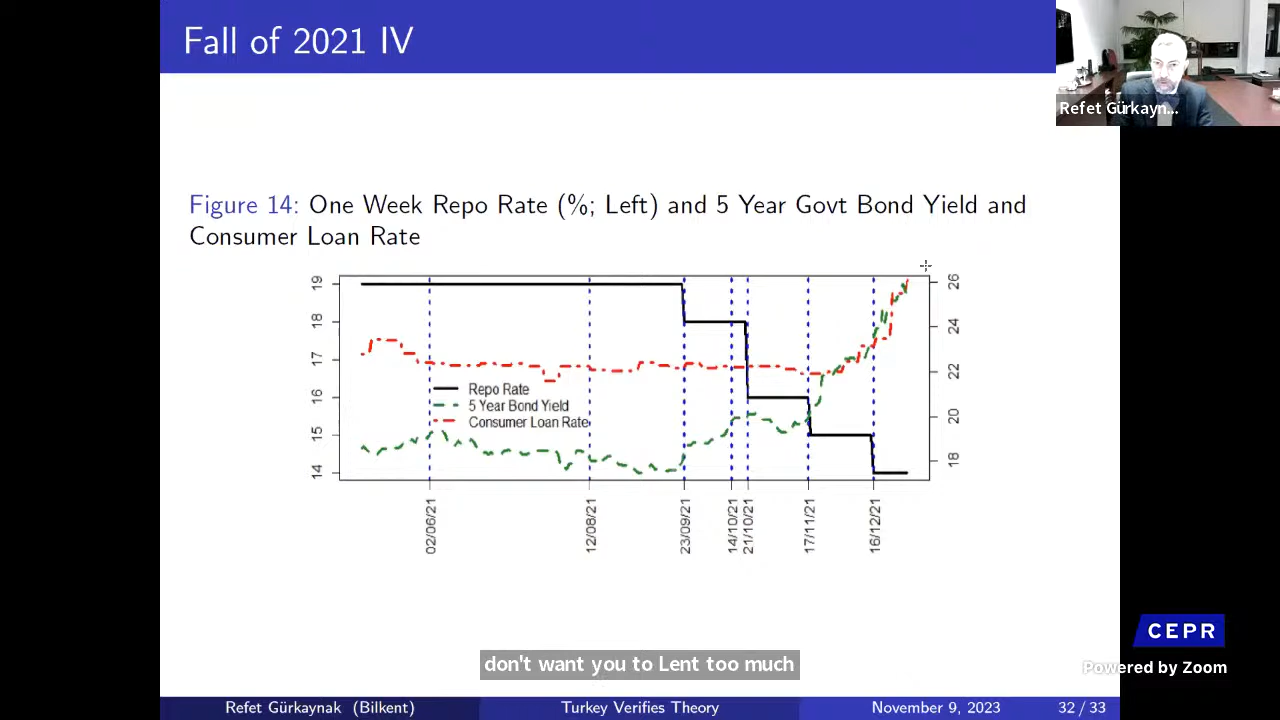 Fall of 2021 IV
Refet Gürkayn...
Figure 14: One Week Repo Rate (%; Left) and 5 Year Govt Bond Yield and
Consumer Loan Rate
19
18
17
16
15
14
26
24
22
20
18
Repo Rate
5 Year Bond Yield
Consumer Loan Rate
02/06/21
12/08/21
23/09/21
14/10/21
21/10/21
17/11/21
16/12/21
CEPR
don't want you to Lent too much
Powered by Zoom
Refet Gürkaynak (Bilkent)
Turkey Verifies Theory
November 9, 2023
32 / 33